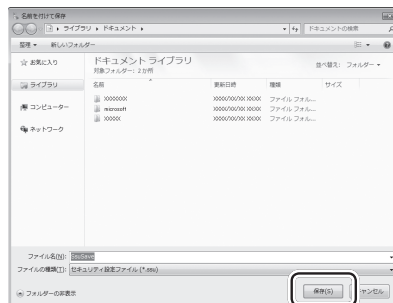 名前を付けて保存
ライブラリ ▸ ドキュメント ▸
ドキュメントの検索
整理 ▾ 新しいフォルダー
お気に入り
ライブラリ
コンピューター
ネットワーク
ドキュメント ライブラリ
対象フォルダー: 2か所
並べ替え: フォルダー ▾
名前 更新日時 種類 サイズ
XXXXXXX XXXX/XX/XX XX:XX ファイル フォル...
microsoft XXXX/XX/XX XX:XX ファイル フォル...
XXXXX XXXX/XX/XX XX:XX ファイル フォル...
ファイル名(N): SsuSave
ファイルの種類(T): セキュリティ設定ファイル (*.ssu)
フォルダーの非表示
保存(S)
キャンセル